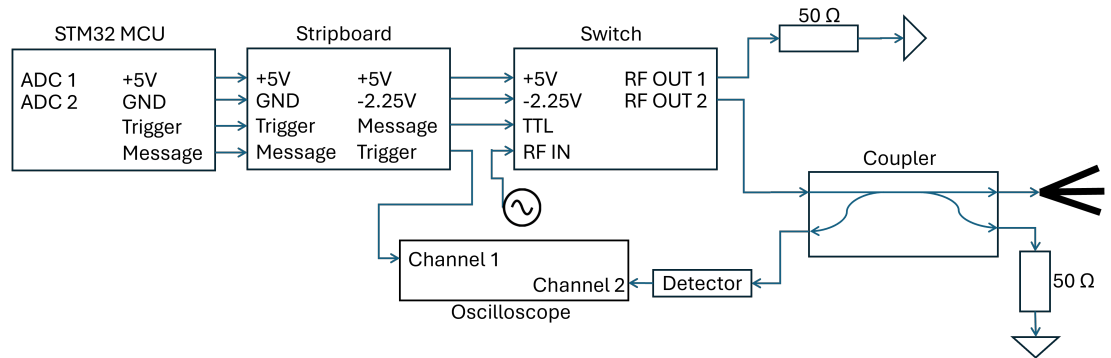 50 Ω
STM32 MCU
Stripboard
Switch
ADC 1
ADC 2
+5V
GND
Trigger
Message
+5V
GND
Trigger
Message
+5V
-2.25V
Message
Trigger
+5V
-2.25V
TTL
RF IN
RF OUT 1
RF OUT 2
Coupler
Channel 1
Channel 2
Oscilloscope
Detector
50 Ω